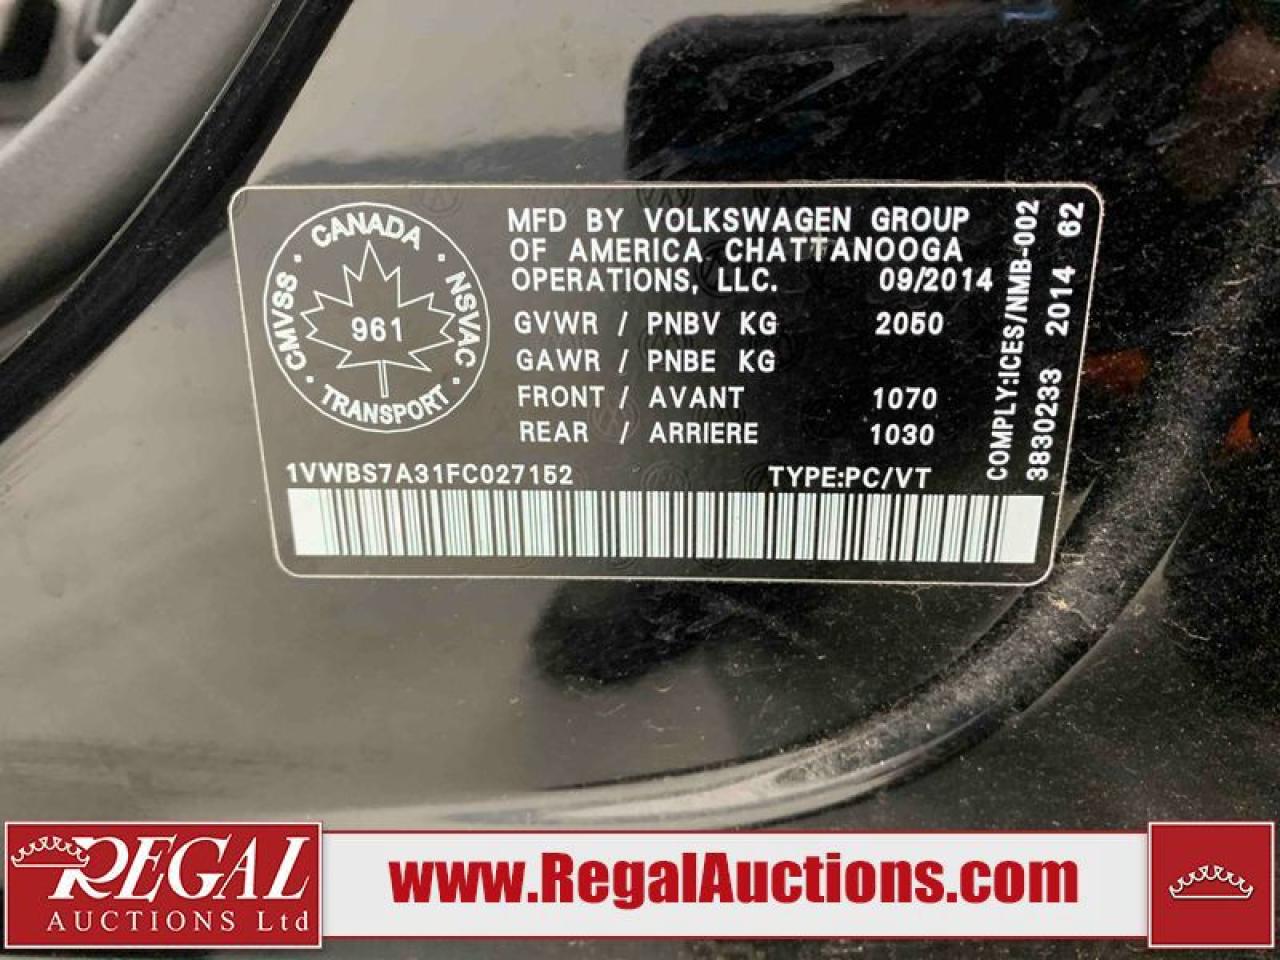 CANADA
CMVSS
NSVAC
961
TRANSPORT
MFD BY VOLKSWAGEN GROUP
OF AMERICA CHATTANOOGA
OPERATIONS, LLC. 09/2014
GVWR / PNBV KG 2050
GAWR / PNBE KG
FRONT / AVANT 1070
REAR / ARRIERE 1030
1VWBS7A31FC027152 TYPE:PC/VT
COMPLY:ICES/NMB-002
3830233 2014 62
REGAL
AUCTIONS Ltd
www.RegalAuctions.com